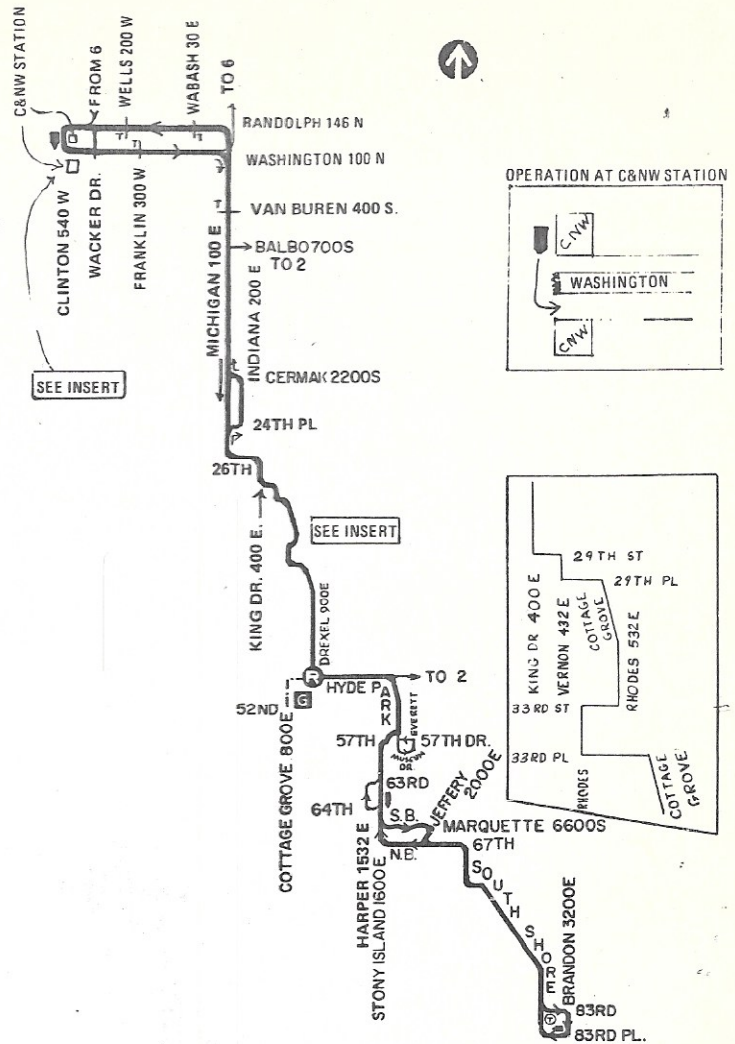 C&NW STATION
FROM 6
WELLS 200 W
WABASH 30 E
TO 6
RANDOLPH 146 N
WASHINGTON 100 N
CLINTON 540 W
WACKER DR.
FRANKLIN 300 W
VAN BUREN 400 S.
BALBO 700S
TO 2
MICHIGAN 100 E
INDIANA 200 E
SEE INSERT
CERMAK 2200S
24TH PL
26TH
KING DR. 400 E.
SEE INSERT
DREXEL 900E
R
HYDE PARK
TO 2
52ND
G
COTTAGE GROVE. 800E
EVERETT
57TH
57TH DR.
MUSEUM DR.
63RD
64TH
JEFFERY 2000E
S.B.
MARQUETTE 6600S
N.B.
67TH
HARPER 1532 E
STONY ISLAND 1600E
SOUTH SHORE
BRANDON 3200E
83RD
T
83RD PL.
OPERATION AT C&NW STATION
C/NW
WASHINGTON
CNW
29TH ST
29TH PL
KING DR 400 E
VERNON 432 E
COTTAGE GROVE
RHODES 532E
33RD ST
33RD PL
RHODES
COTTAGE GROVE